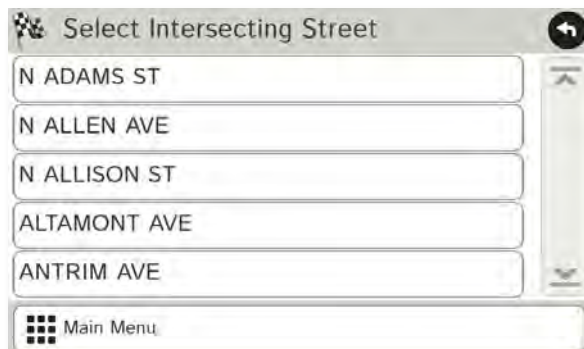 Select Intersecting Street
N ADAMS ST
N ALLEN AVE
N ALLISON ST
ALTAMONT AVE
ANTRIM AVE
Main Menu